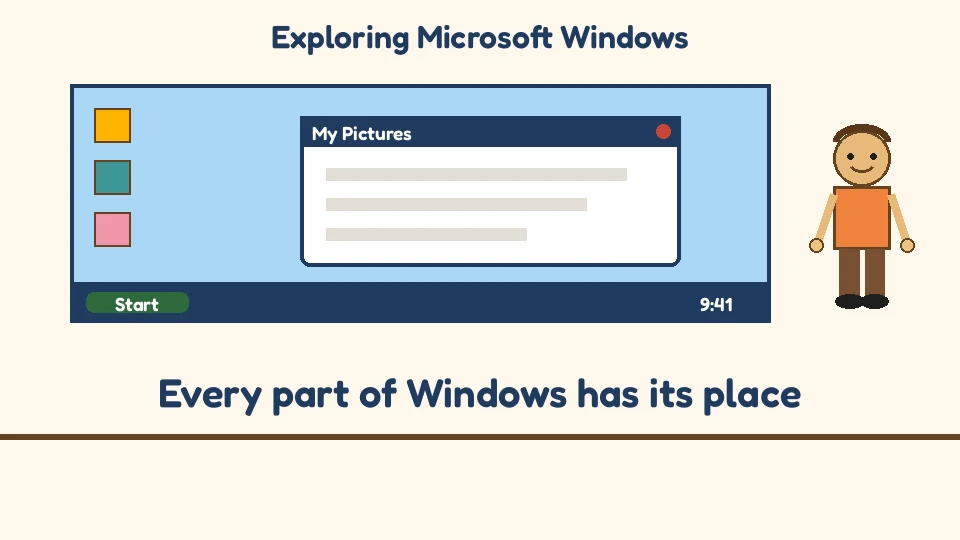 Exploring Microsoft Windows
My Pictures
Start
9:41
Every part of Windows has its place